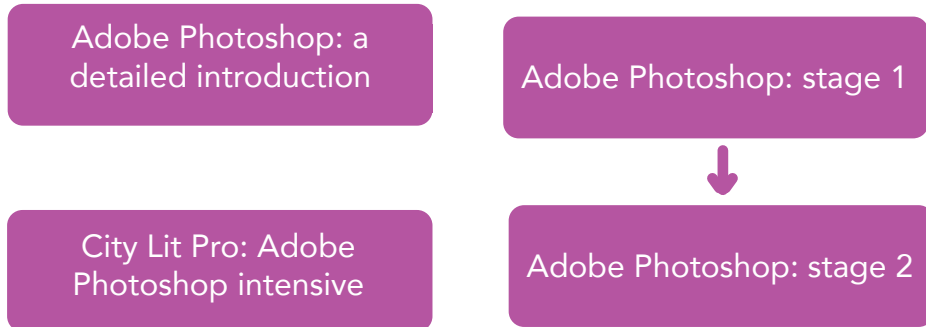 Adobe Photoshop: a
detailed introduction
Adobe Photoshop: stage 1
City Lit Pro: Adobe
Photoshop intensive
Adobe Photoshop: stage 2